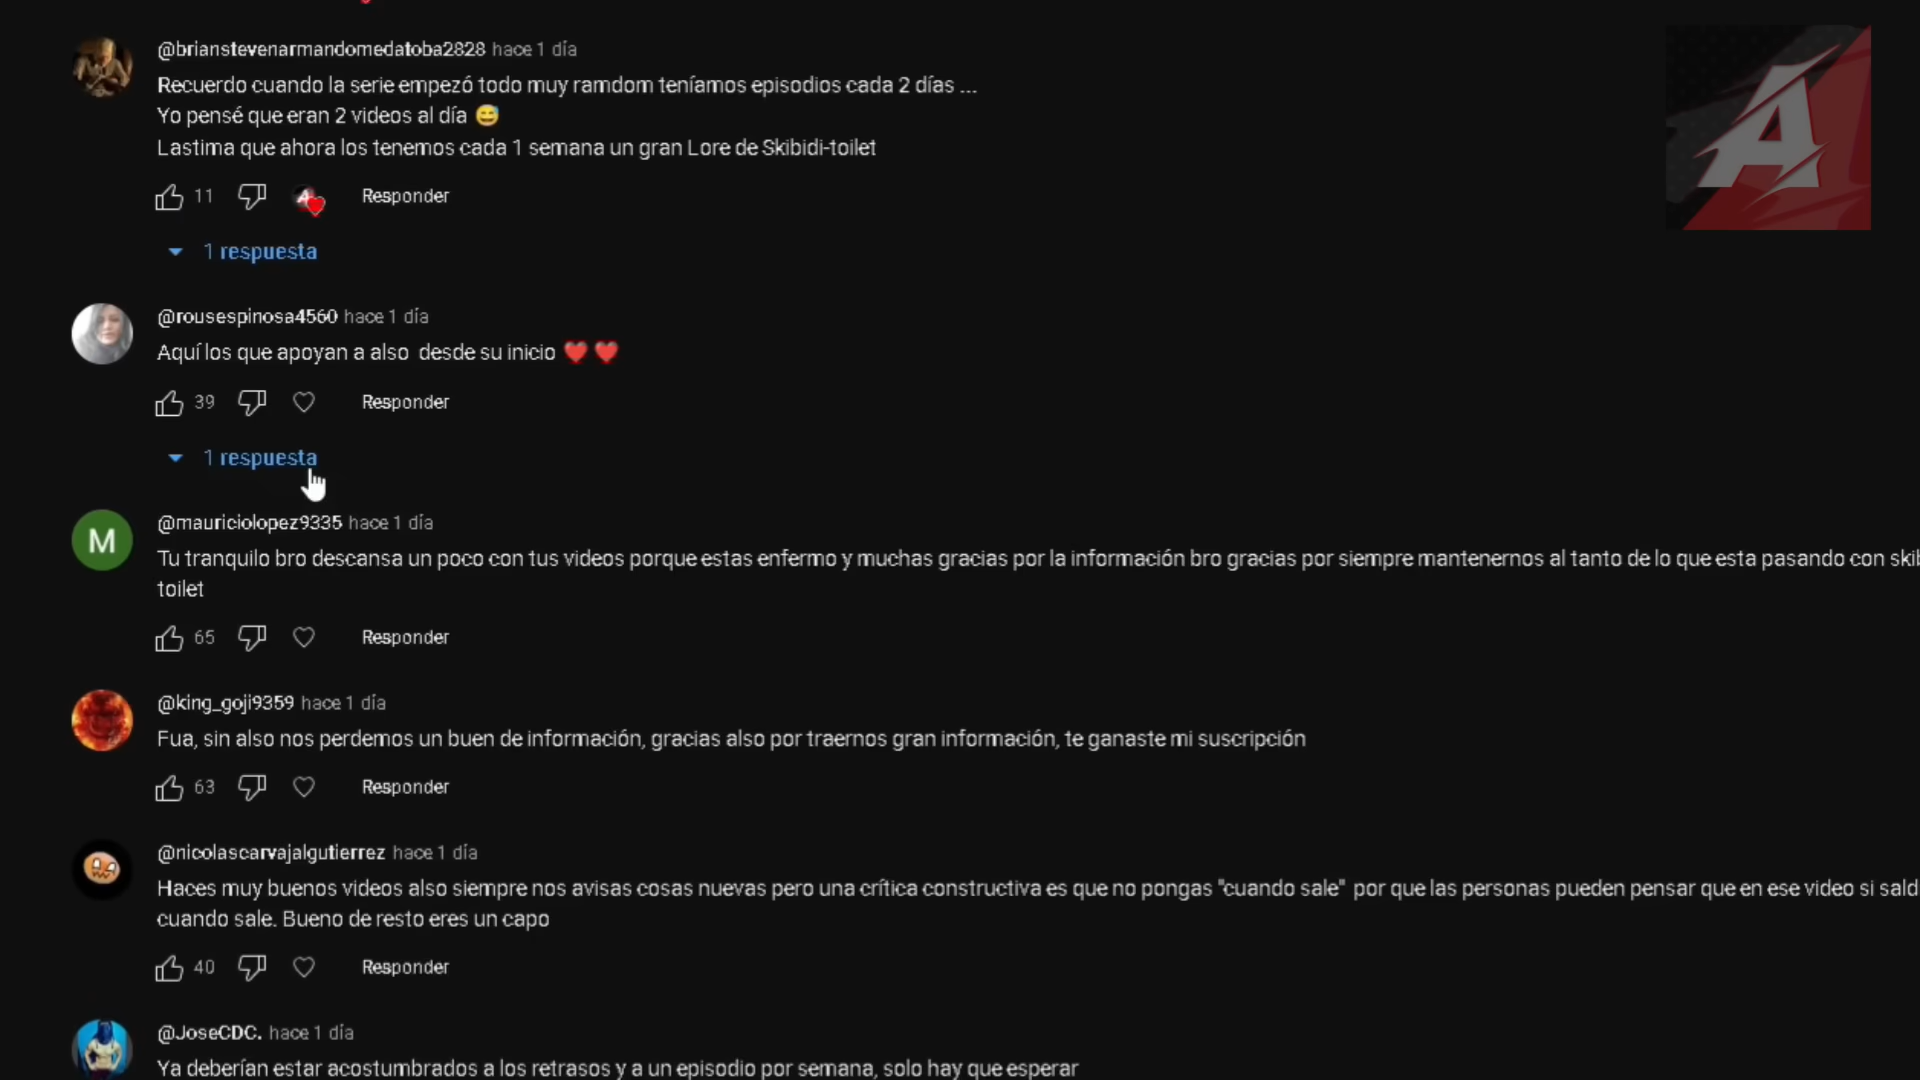 @brianstevenarmandomedatoba2828 hace 1 día
Recuerdo cuando la serie empezó todo muy ramdom teníamos episodios cada 2 días ...
Yo pensé que eran 2 videos al día 😅
Lastima que ahora los tenemos cada 1 semana un gran Lore de Skibidi-toilet
11 Responder
1 respuesta
@rousespinosa4560 hace 1 día
Aquí los que apoyan a also desde su inicio ❤️ ❤️
39 Responder
1 respuesta
M
@mauriciolopez9335 hace 1 día
Tu tranquilo bro descansa un poco con tus videos porque estas enfermo y muchas gracias por la información bro gracias por siempre mantenernos al tanto de lo que esta pasando con
toilet
65 Responder
@king_goji9359 hace 1 día
Fua, sin also nos perdemos un buen de información, gracias also por traernos gran información, te ganaste mi suscripción
63 Responder
@nicolascarvajalgutierrez hace 1 día
Haces muy buenos videos also siempre nos avisas cosas nuevas pero una crítica constructiva es que no pongas "cuando sale" por que las personas pueden pensar que en ese video si
cuando sale. Bueno de resto eres un capo
40 Responder
@JoseCDC. hace 1 día
Ya deberían estar acostumbrados a los retrasos y a un episodio por semana, solo hay que esperar
A